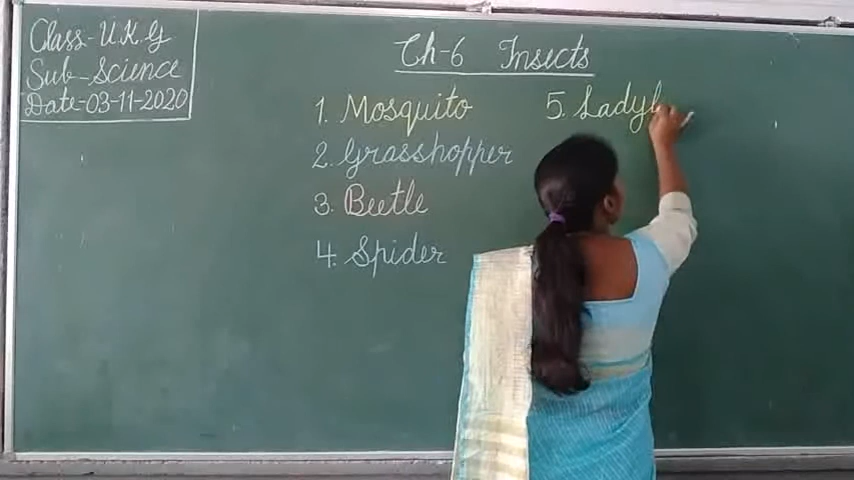 Class-U.K.G
Sub-Science
Date-03-11-2020
Ch-6 Insects
1. Mosquito
2. Grasshopper
3. Beetle
4. Spider
5. Lady